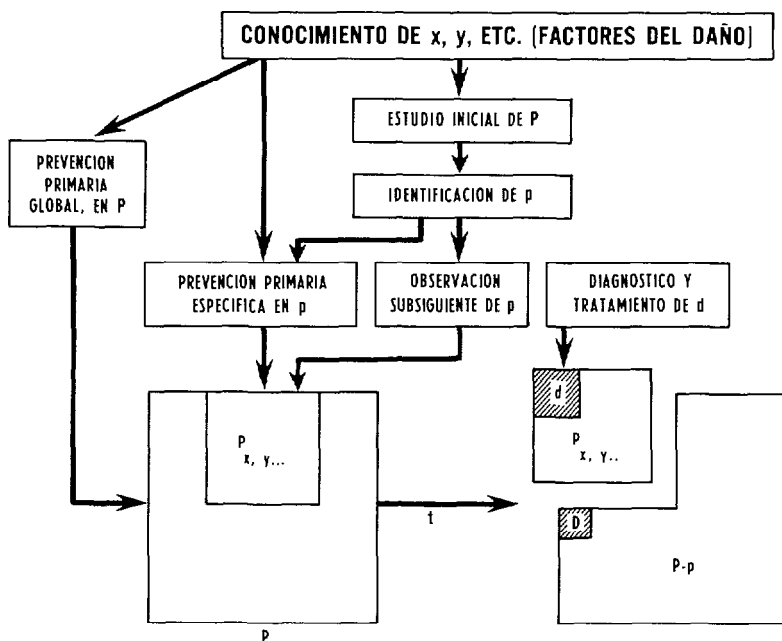 CONOCIMIENTO DE x, y, ETC. (FACTORES DEL DAÑO)
ESTUDIO INICIAL DE P
PREVENCION
PRIMARIA
GLOBAL, EN P
IDENTIFICACION DE p
PREVENCION PRIMARIA
ESPECIFICA EN p
OBSERVACION
SUBSIGUIENTE DE p
DIAGNOSTICO Y
TRATAMIENTO DE d
d
P
x, y...
P
x, y..
t
D
P-p
P